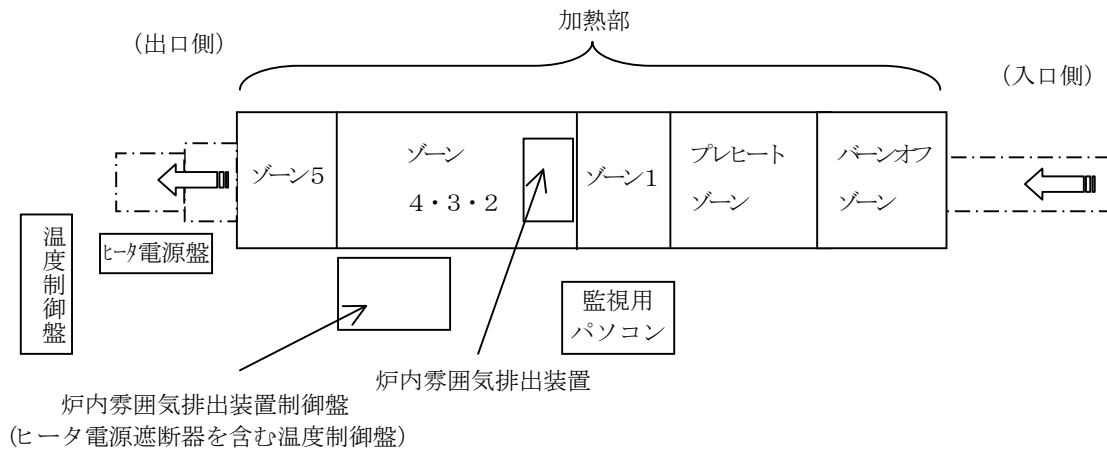 加熱部
（出口側）
（入口側）
ゾーン5
ゾーン
4・3・2
ゾーン1
プレヒート
ゾーン
バーンオフ
ゾーン
温度制御盤
ヒータ電源盤
監視用
パソコン
炉内雰囲気排出装置
炉内雰囲気排出装置制御盤
（ヒータ電源遮断器を含む温度制御盤）